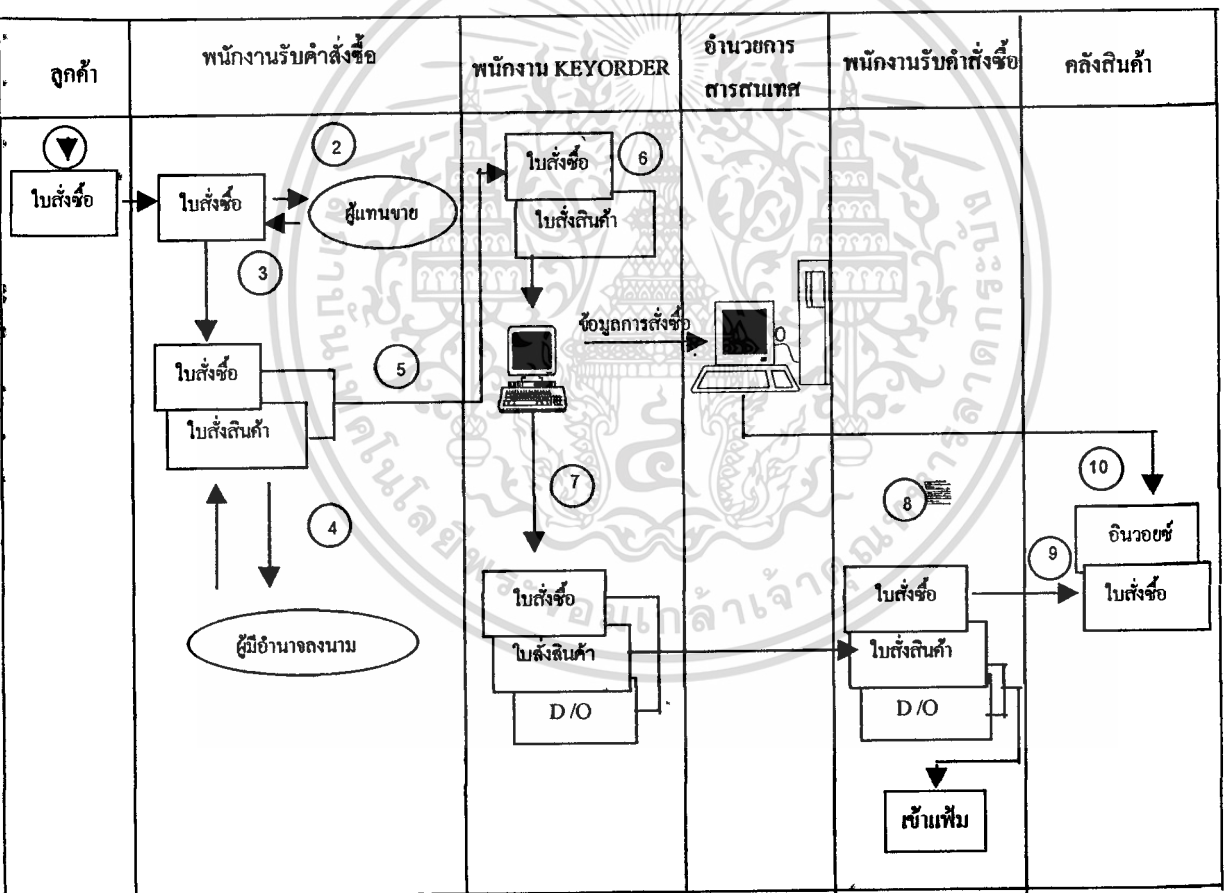 ลูกค้า
พนักงานรับคำสั่งซื้อ
พนักงาน KEYORDER
อำนวยการ
สารสนเทศ
พนักงานรับคำสั่งซื้อ
คลังสินค้า
ใบสั่งซื้อ
ใบสั่งซื้อ
2
ผู้แทนขาย
3
ใบสั่งซื้อ
ใบสั่งสินค้า
4
ผู้มีอำนาจลงนาม
5
ใบสั่งซื้อ
6
ใบสั่งสินค้า
ข้อมูลการสั่งซื้อ
7
ใบสั่งซื้อ
ใบสั่งสินค้า
D/O
8
ใบสั่งซื้อ
ใบสั่งสินค้า
D/O
เข้าแฟ้ม
9
10
อินวอยซ์
ใบสั่งซื้อ